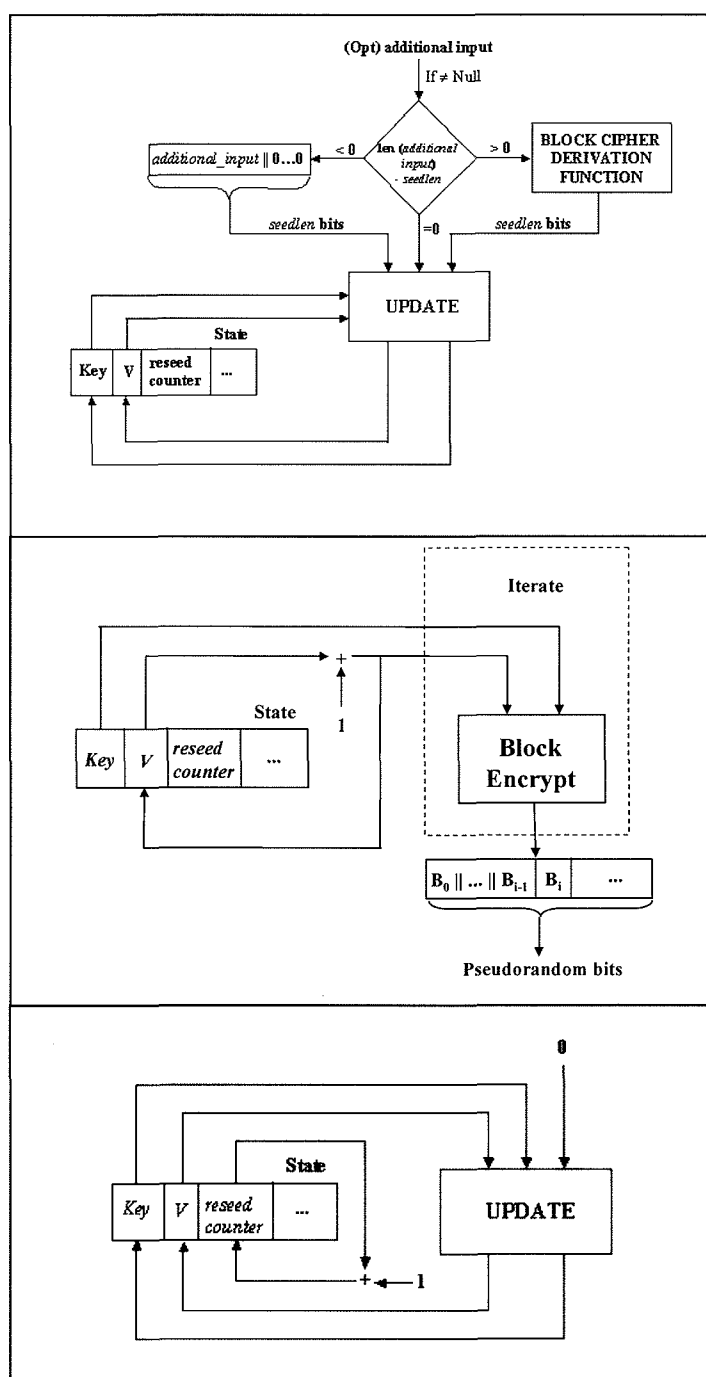 (Opt) additional input
If ≠ Null
< 0
len (additional
input)
- seedlen
> 0
BLOCK CIPHER
DERIVATION
FUNCTION
additional_input || 0...0
seedlen bits
=0
seedlen bits
UPDATE
State
Key
V
reseed
counter
...
Iterate
+
1
State
Key
V
reseed
counter
...
Block
Encrypt
B0 || ... || Bi-1
Bi
...
Pseudorandom bits
0
State
Key
V
reseed
counter
...
UPDATE
+
1